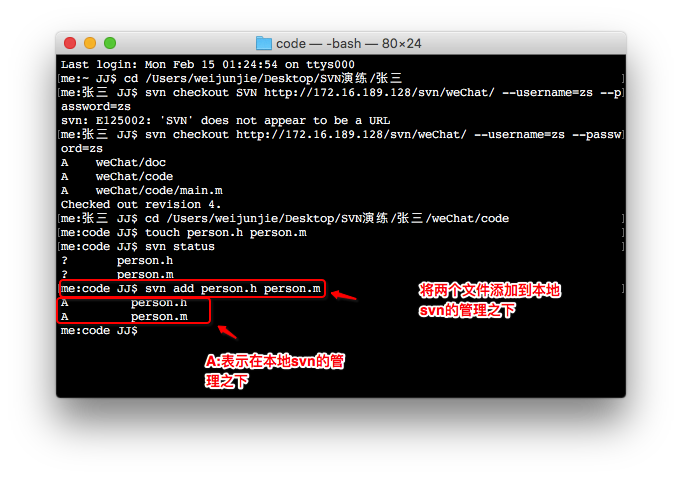 code — -bash — 80×24
Last login: Mon Feb 15 01:24:54 on ttys000
me:~ JJ$ cd /Users/weijunjie/Desktop/SVN演练/张三
me:张三 JJ$ svn checkout SVN http://172.16.189.128/svn/weChat/ --username=zs --p
assword=zs
svn: E125002: 'SVN' does not appear to be a URL
me:张三 JJ$ svn checkout http://172.16.189.128/svn/weChat/ --username=zs --passw
ord=zs
A    weChat/doc
A    weChat/code
A    weChat/code/main.m
Checked out revision 4.
me:张三 JJ$ cd /Users/weijunjie/Desktop/SVN演练/张三/weChat/code
me:code JJ$ touch person.h person.m
me:code JJ$ svn status
?       person.h
?       person.m
me:code JJ$ svn add person.h person.m
A         person.h
A         person.m
me:code JJ$
将两个文件添加到本地
svn的管理之下
A:表示在本地svn的管
理之下